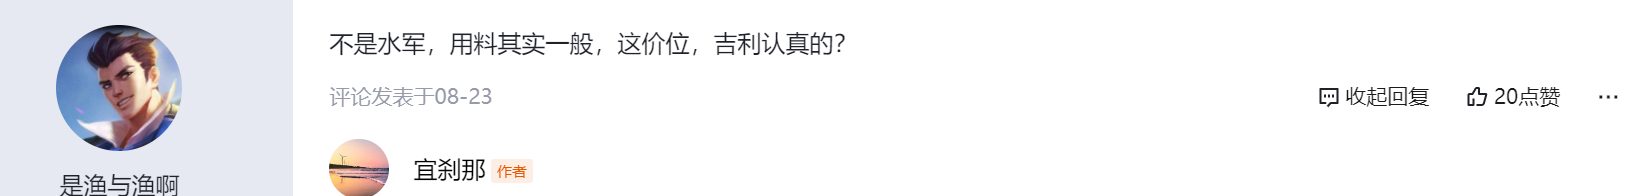 不是水军，用料其实一般，这价位，吉利认真的？
评论发表于08-23
收起回复
20点赞
宜刹那 作者
是渔与渔啊